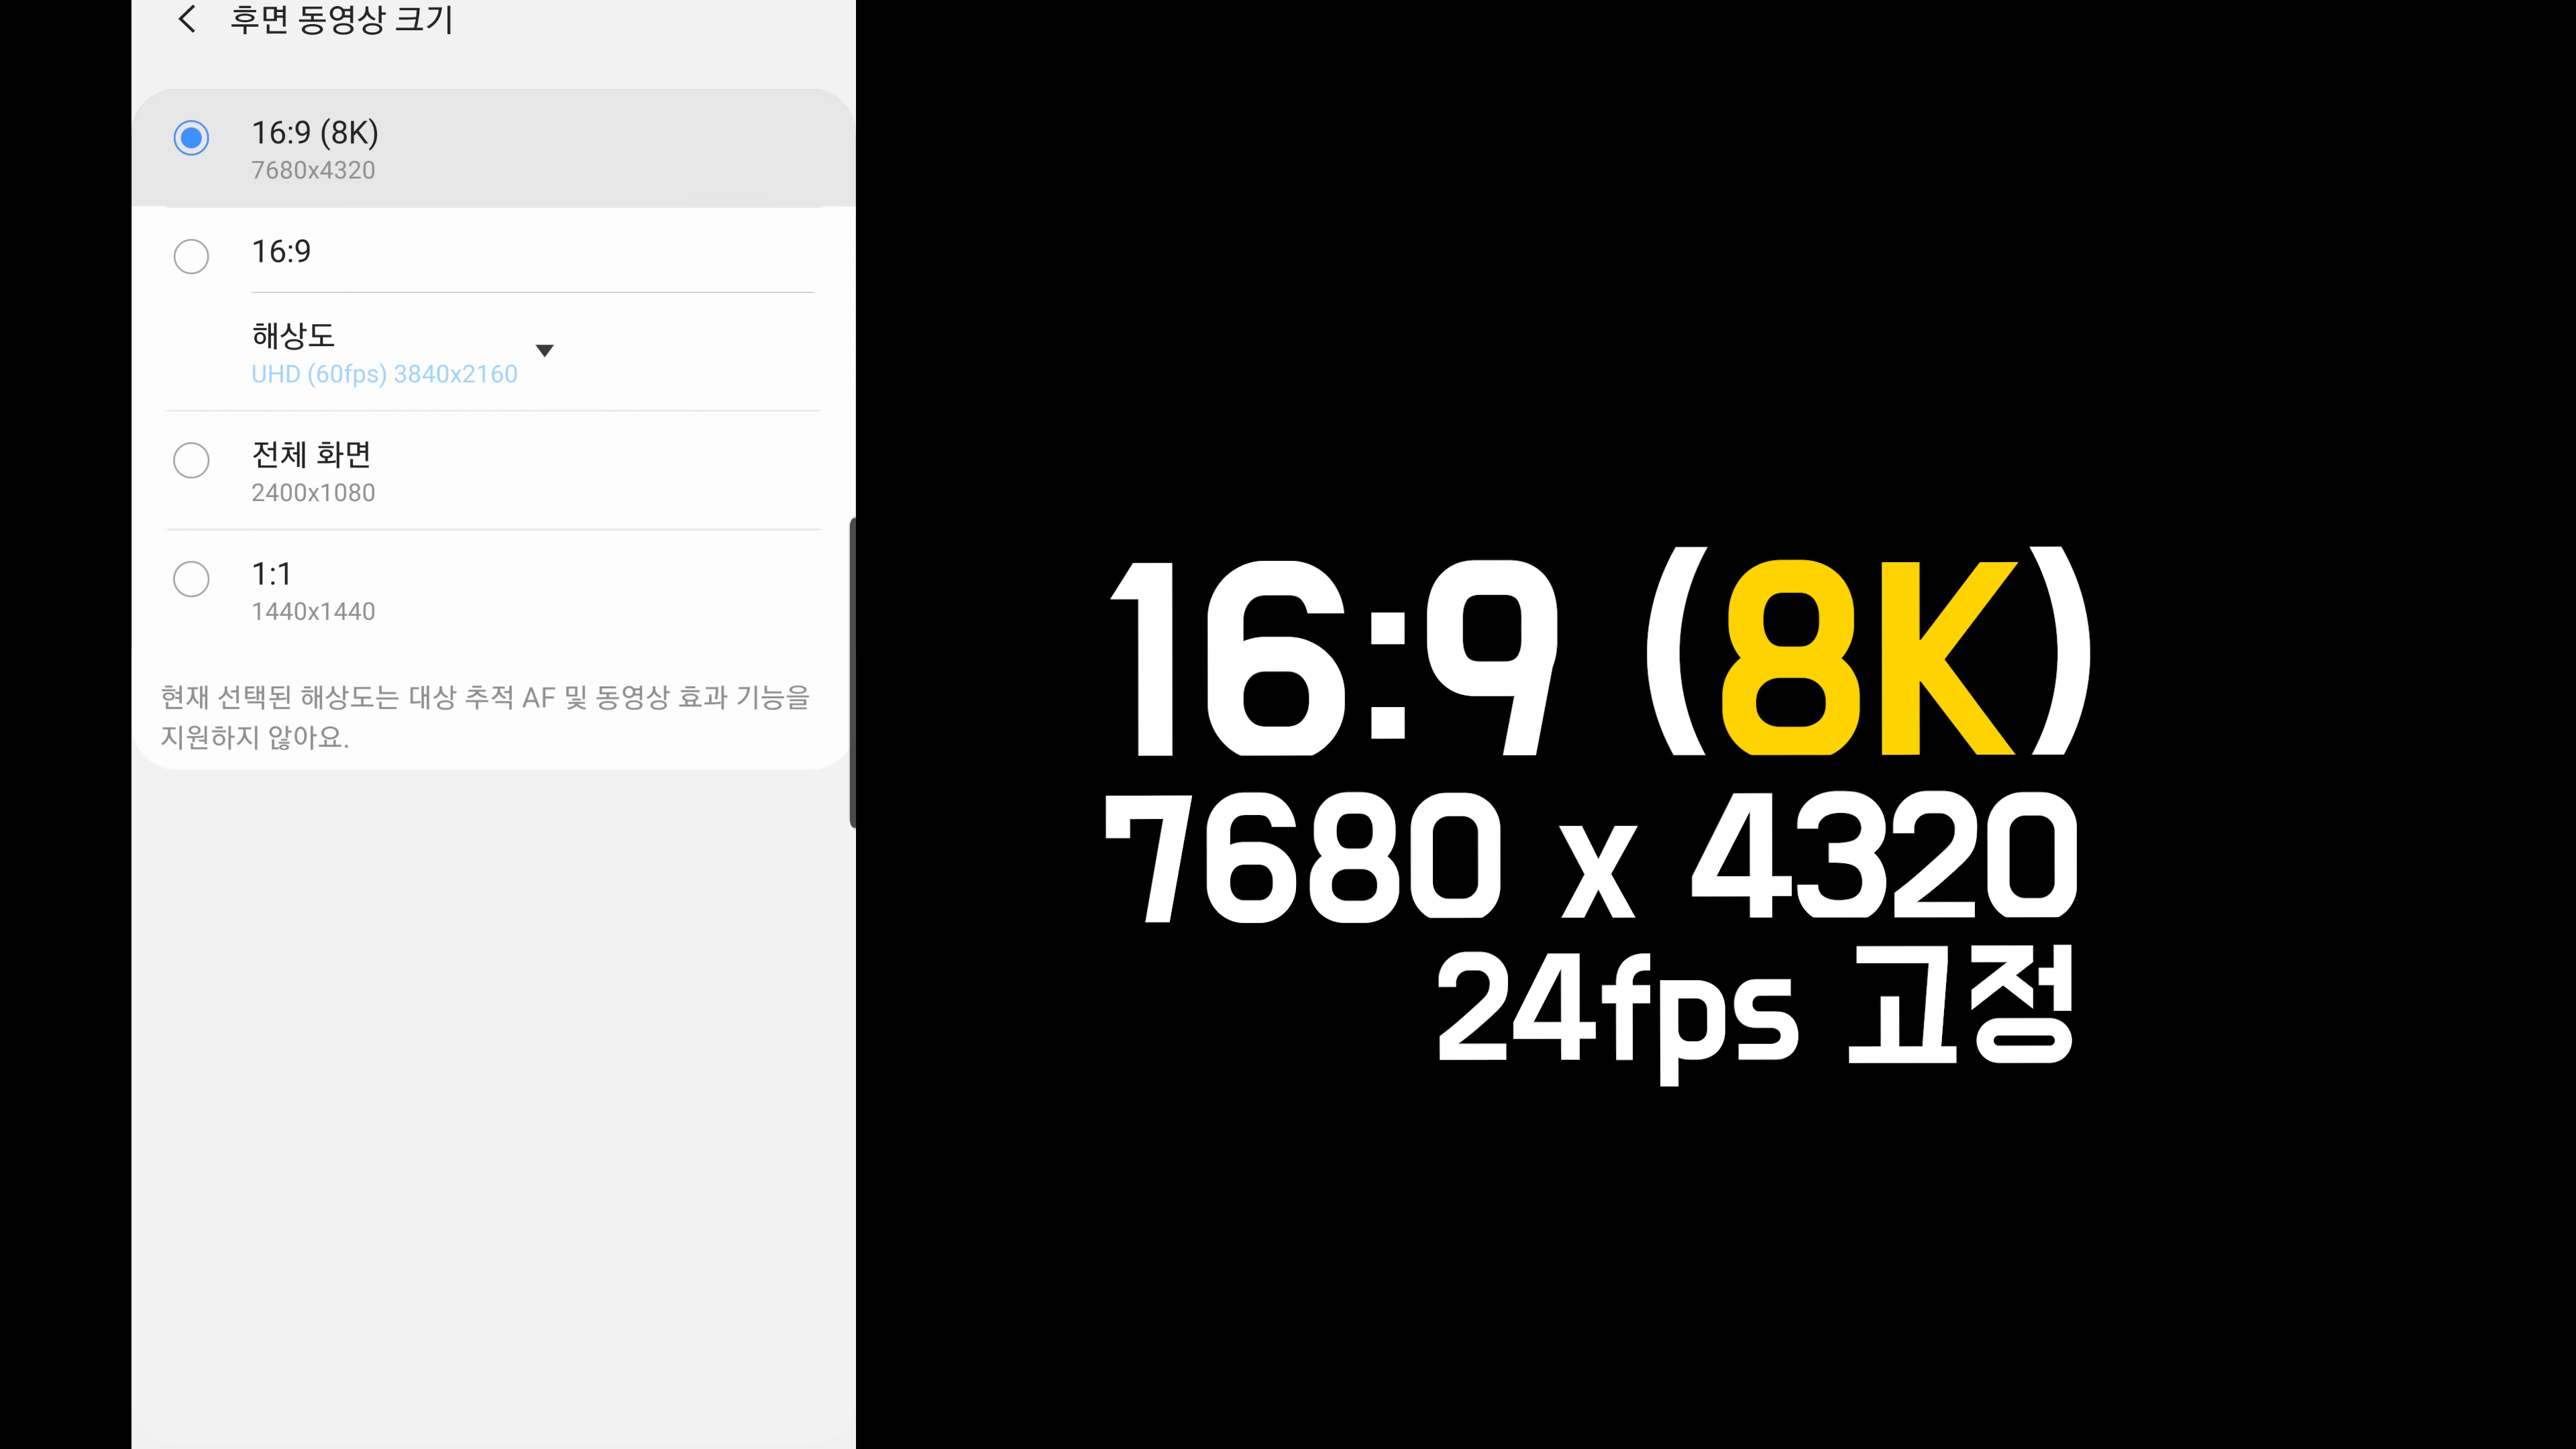 후면 동영상 크기
16:9 (8K)
7680x4320
16:9
해상도
UHD (60fps) 3840x2160
전체 화면
2400x1080
1:1
1440x1440
현재 선택된 해상도는 대상 추적 AF 및 동영상 효과 기능을
지원하지 않아요.
16:9 (8K)
7680 x 4320
24fps 고정